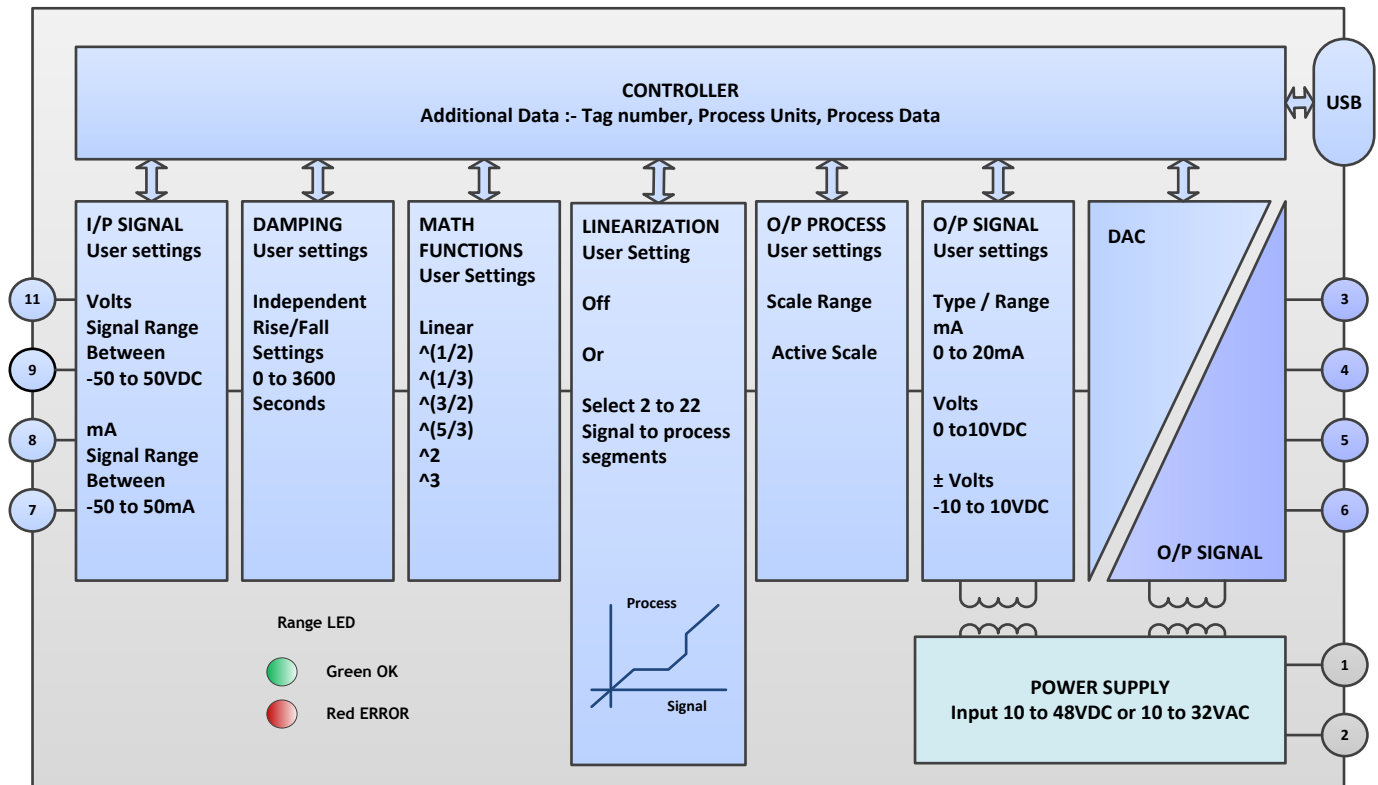 CONTROLLER
Additional Data :- Tag number, Process Units, Process Data
USB
I/P SIGNAL
User settings
Volts
Signal Range
Between
-50 to 50VDC
mA
Signal Range
Between
-50 to 50mA
DAMPING
User settings
Independent
Rise/Fall
Settings
0 to 3600
Seconds
MATH
FUNCTIONS
User Settings
Linear
^(1/2)
^(1/3)
^(3/2)
^(5/3)
^2
^3
LINEARIZATION
User Setting
Off
Or
Select 2 to 22
Signal to process
segments
Process
Signal
O/P PROCESS
User settings
Scale Range
Active Scale
O/P SIGNAL
User settings
Type / Range
mA
0 to 20mA
Volts
0 to10VDC
± Volts
-10 to 10VDC
DAC
O/P SIGNAL
11
9
8
7
3
4
5
6
Range LED
Green OK
Red ERROR
POWER SUPPLY
Input 10 to 48VDC or 10 to 32VAC
1
2